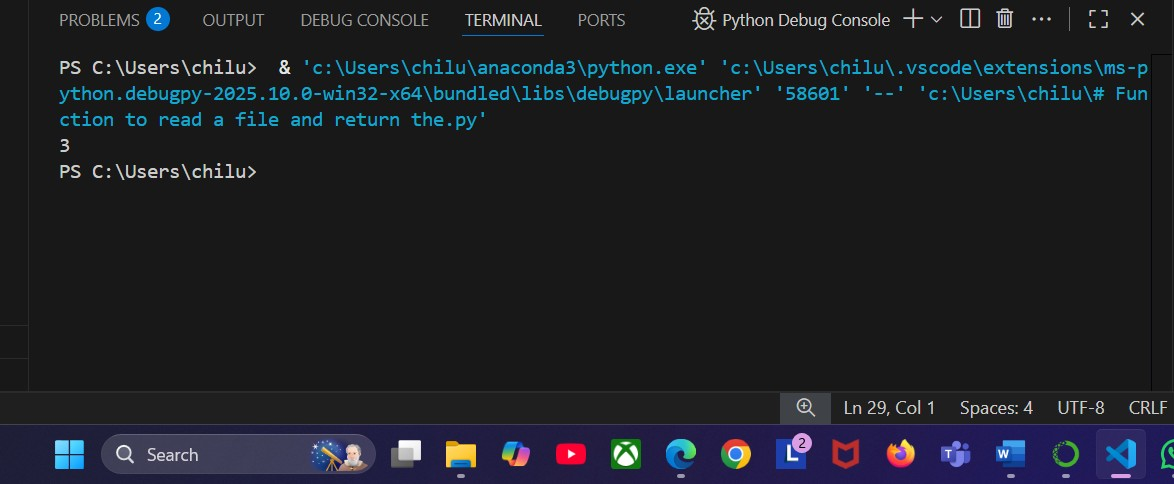 PROBLEMS 2 OUTPUT DEBUG CONSOLE TERMINAL PORTS Python Debug Console
PS C:\Users\chilu>  & 'c:\Users\chilu\anaconda3\python.exe' 'c:\Users\chilu\.vscode\extensions\ms-p
ython.debugpy-2025.10.0-win32-x64\bundled\libs\debugpy\launcher' '58601' '--' 'c:\Users\chilu\# Fun
ction to read a file and return the.py'
3
PS C:\Users\chilu>
Ln 29, Col 1 Spaces: 4 UTF-8 CRLF
Search L 2 T W